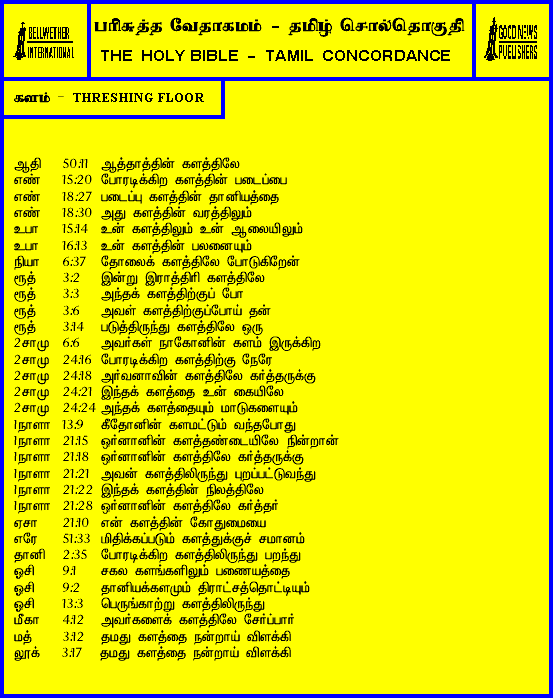 BELLWETHER
INTERNATIONAL
பரிசுத்த வேதாகமம் - தமிழ் சொல்தொகுதி
THE HOLY BIBLE - TAMIL CONCORDANCE
GOOD NEWS
PUBLISHERS
களம் - THRESHING FLOOR
ஆதி 50:11 ஆத்தாத்தின் களத்திலே
எண் 15:20 போரடிக்கிற களத்தின் படைப்பை
எண் 18:27 படைப்பு களத்தின் தானியத்தை
எண் 18:30 அது களத்தின் வரத்திலும்
உபா 15:14 உன் களத்திலும் உன் ஆலையிலும்
உபா 16:13 உன் களத்தின் பலனையும்
நியா 6:37 தோலைக் களத்திலே போடுகிறேன்
ரூத் 3:2 இன்று இராத்திரி களத்திலே
ரூத் 3:3 அந்தக் களத்திற்குப் போ
ரூத் 3:6 அவள் களத்திற்குப்போய் தன்
ரூத் 3:14 படுத்திருந்து களத்திலே ஒரு
2சாமு 6:6 அவர்கள் நாகோனின் களம் இருக்கிற
2சாமு 24:16 போரடிக்கிற களத்திற்கு நேரே
2சாமு 24:18 அர்வனாவின் களத்திலே கர்த்தருக்கு
2சாமு 24:21 இந்தக் களத்தை உன் கையிலே
2சாமு 24:24 அந்தக் களத்தையும் மாடுகளையும்
1நாளா 13:9 கீதோனின் களமட்டும் வந்தபோது
1நாளா 21:15 ஒர்னானின் களத்தண்டையிலே நின்றான்
1நாளா 21:18 ஒர்னானின் களத்திலே கர்த்தருக்கு
1நாளா 21:21 அவன் களத்திலிருந்து புறப்பட்டுவந்து
1நாளா 21:22 இந்தக் களத்தின் நிலத்திலே
1நாளா 21:28 ஒர்னானின் களத்திலே கர்த்தர்
ஏசா 21:10 என் களத்தின் கோதுமையை
எரே 51:33 மிதிக்கப்படும் களத்துக்குச் சமானம்
தானி 2:35 போரடிக்கிற களத்திலிருந்து பறந்து
ஓசி 9:1 சகல களங்களிலும் பணையத்தை
ஓசி 9:2 தானியக்களமும் திராட்சத்தொட்டியும்
ஓசி 13:3 பெருங்காற்று களத்திலிருந்து
மீகா 4:12 அவர்களைக் களத்திலே சேர்ப்பார்
மத் 3:12 தமது களத்தை நன்றாய் விளக்கி
லூக் 3:17 தமது களத்தை நன்றாய் விளக்கி